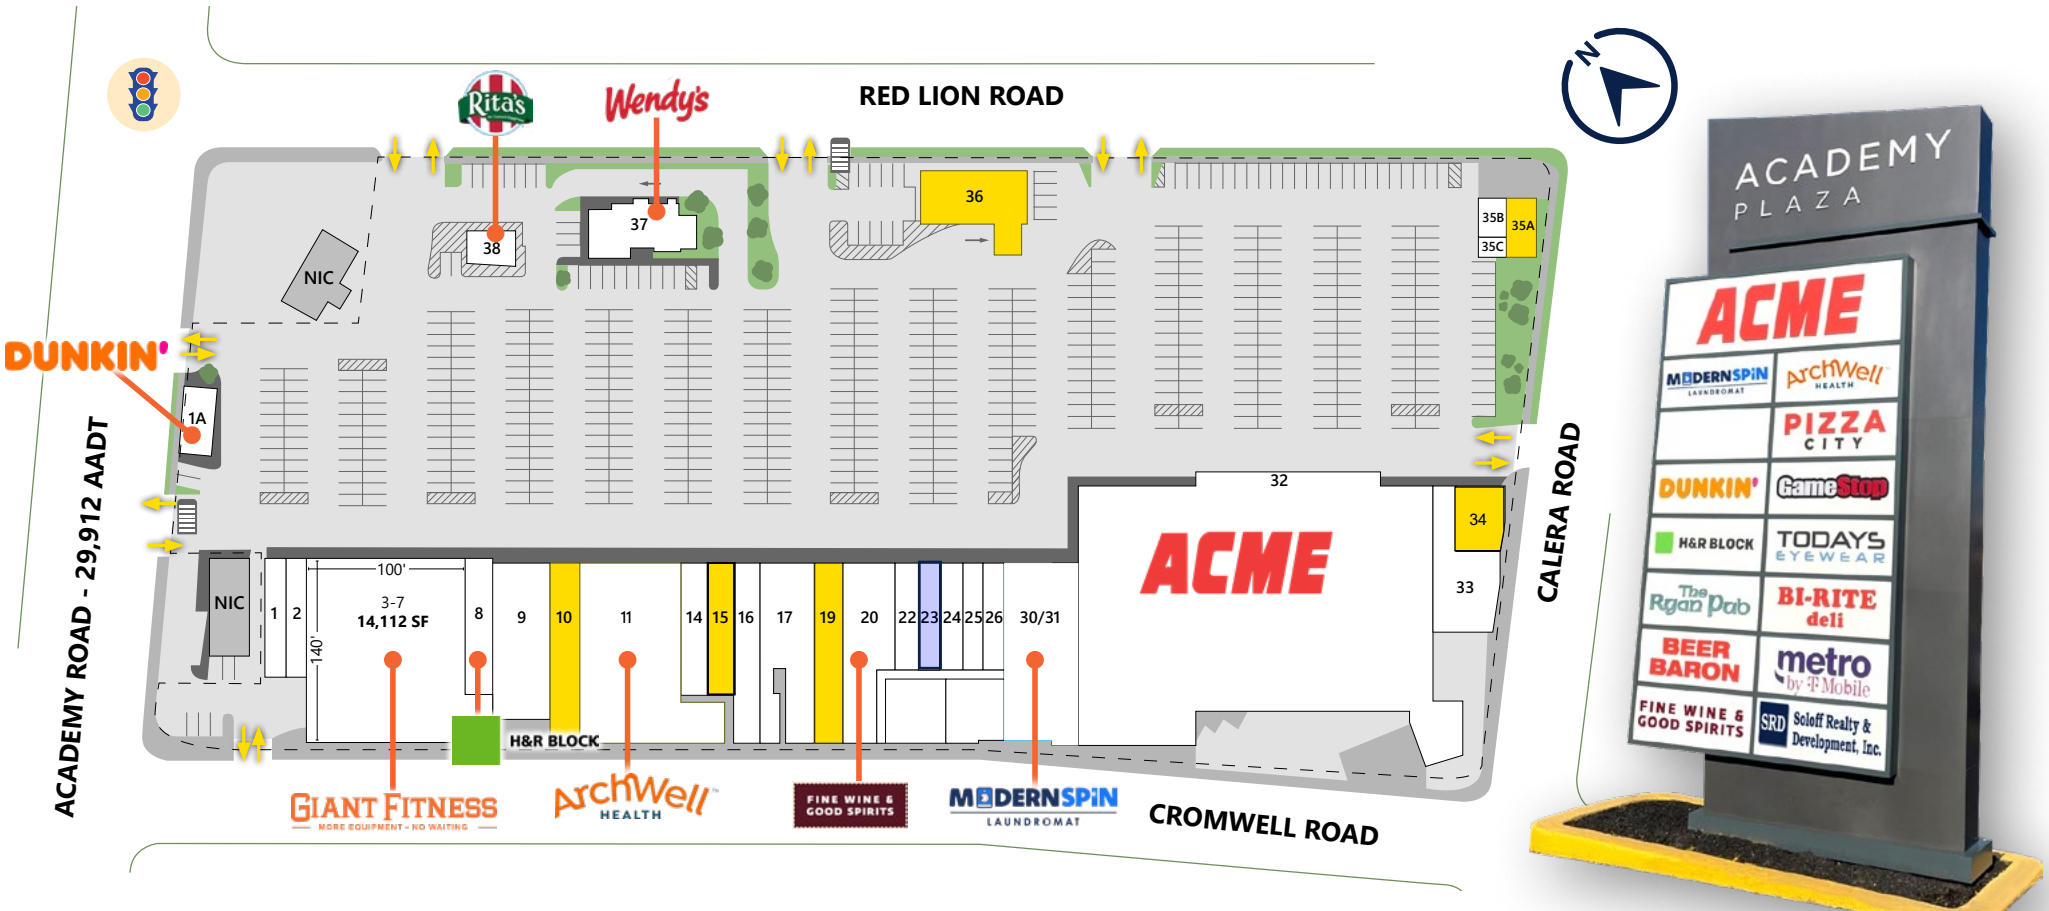 RED LION ROAD
N
Rita's
Wendy's
36
37
38
35B
35A
35C
NIC
DUNKIN'
1A
ACADEMY ROAD - 29,912 AADT
CALERA ROAD
32
ACME
34
33
NIC
1
2
100'
140'
3-7
14,112 SF
8
9
10
11
14
15
16
17
19
20
22
23
24
25
26
30/31
H&R BLOCK
GIANT FITNESS
MORE EQUIPMENT - NO WAITING
ArchWell
HEALTH
FINE WINE &
GOOD SPIRITS
MODERNSPIN
LAUNDROMAT
CROMWELL ROAD
ACADEMY
PLAZA
ACME
MODERNSPIN
LAUNDROMAT
ArchWell
HEALTH
PIZZA
CITY
DUNKIN'
GameStop
H&R BLOCK
TODAYS
EYEWEAR
The
Ryan Pub
BI-RITE
deli
BEER
BARON
metro
by T Mobile
FINE WINE &
GOOD SPIRITS
SRD
Soloff Realty &
Development, Inc.